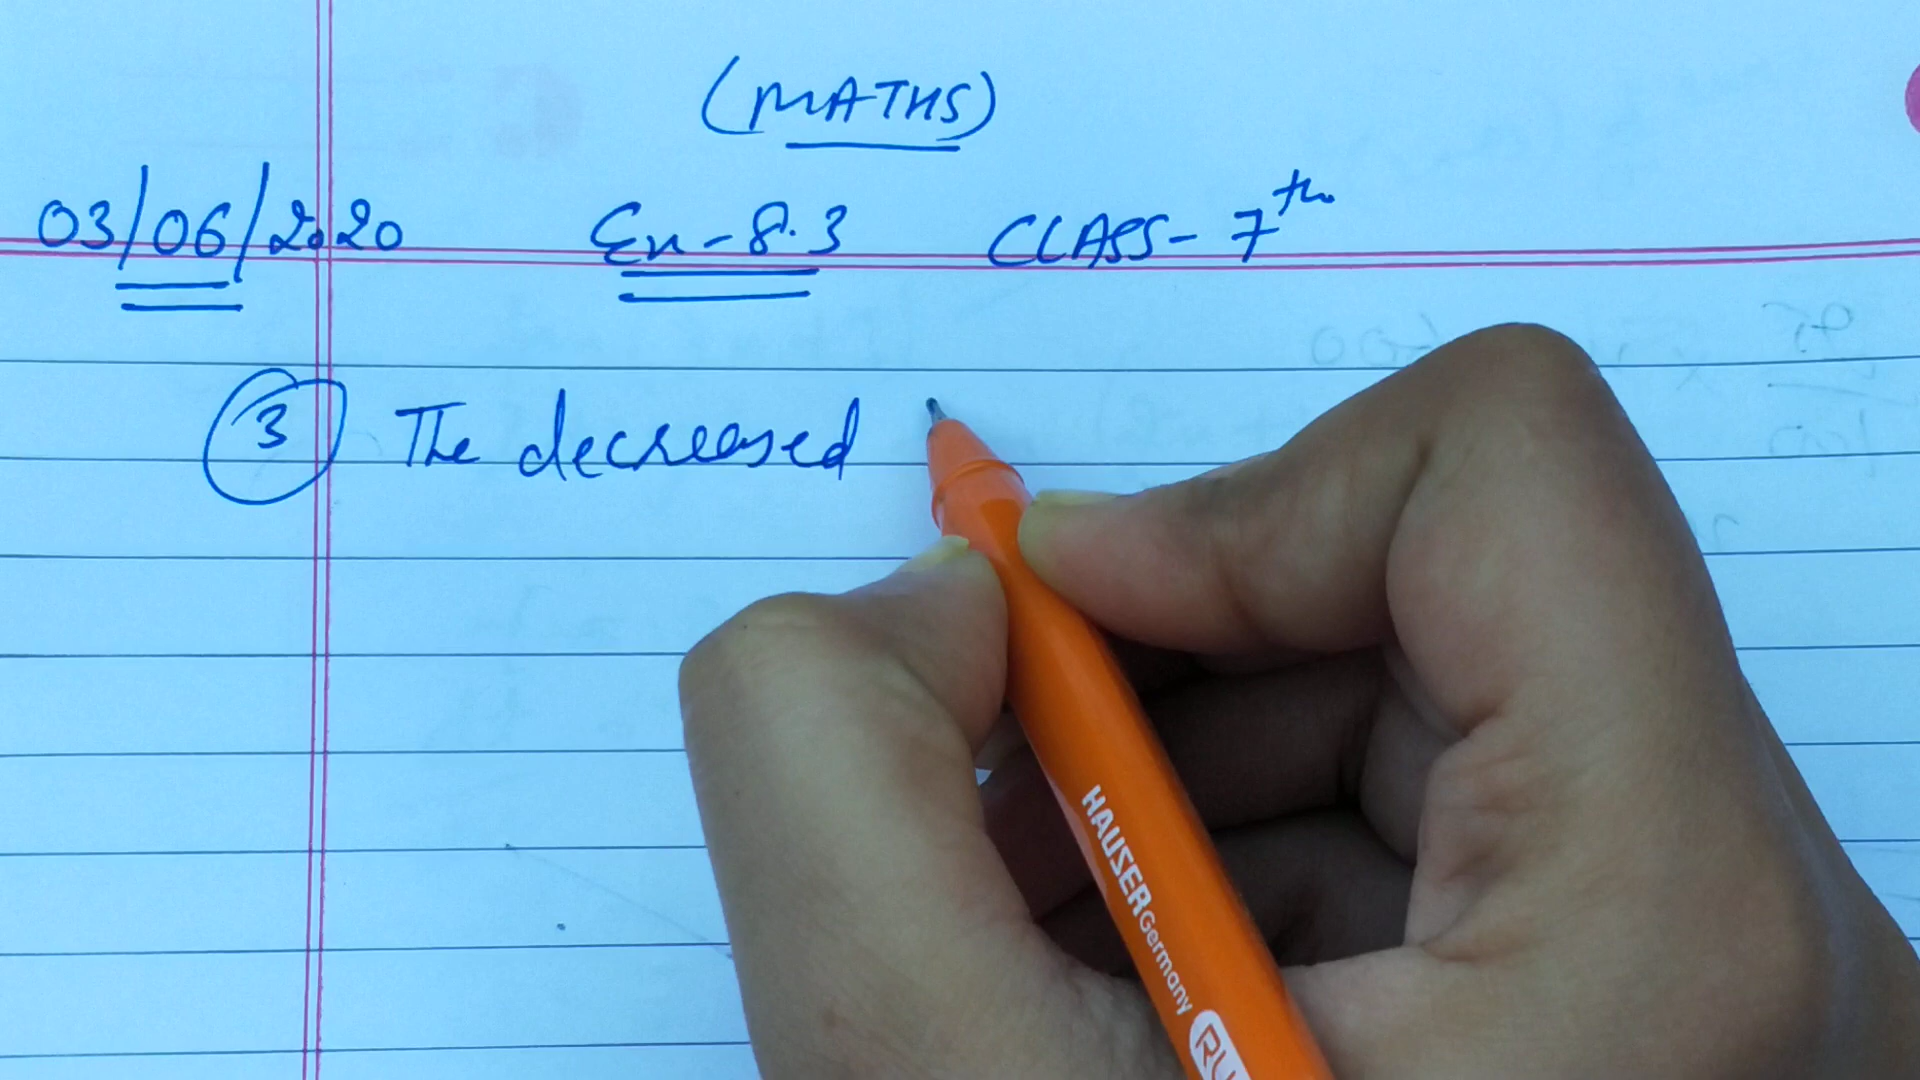 (MATHS)
03/06/2020 Ex-8.3 CLASS-7th
3 The decreased
HAUSER Germany